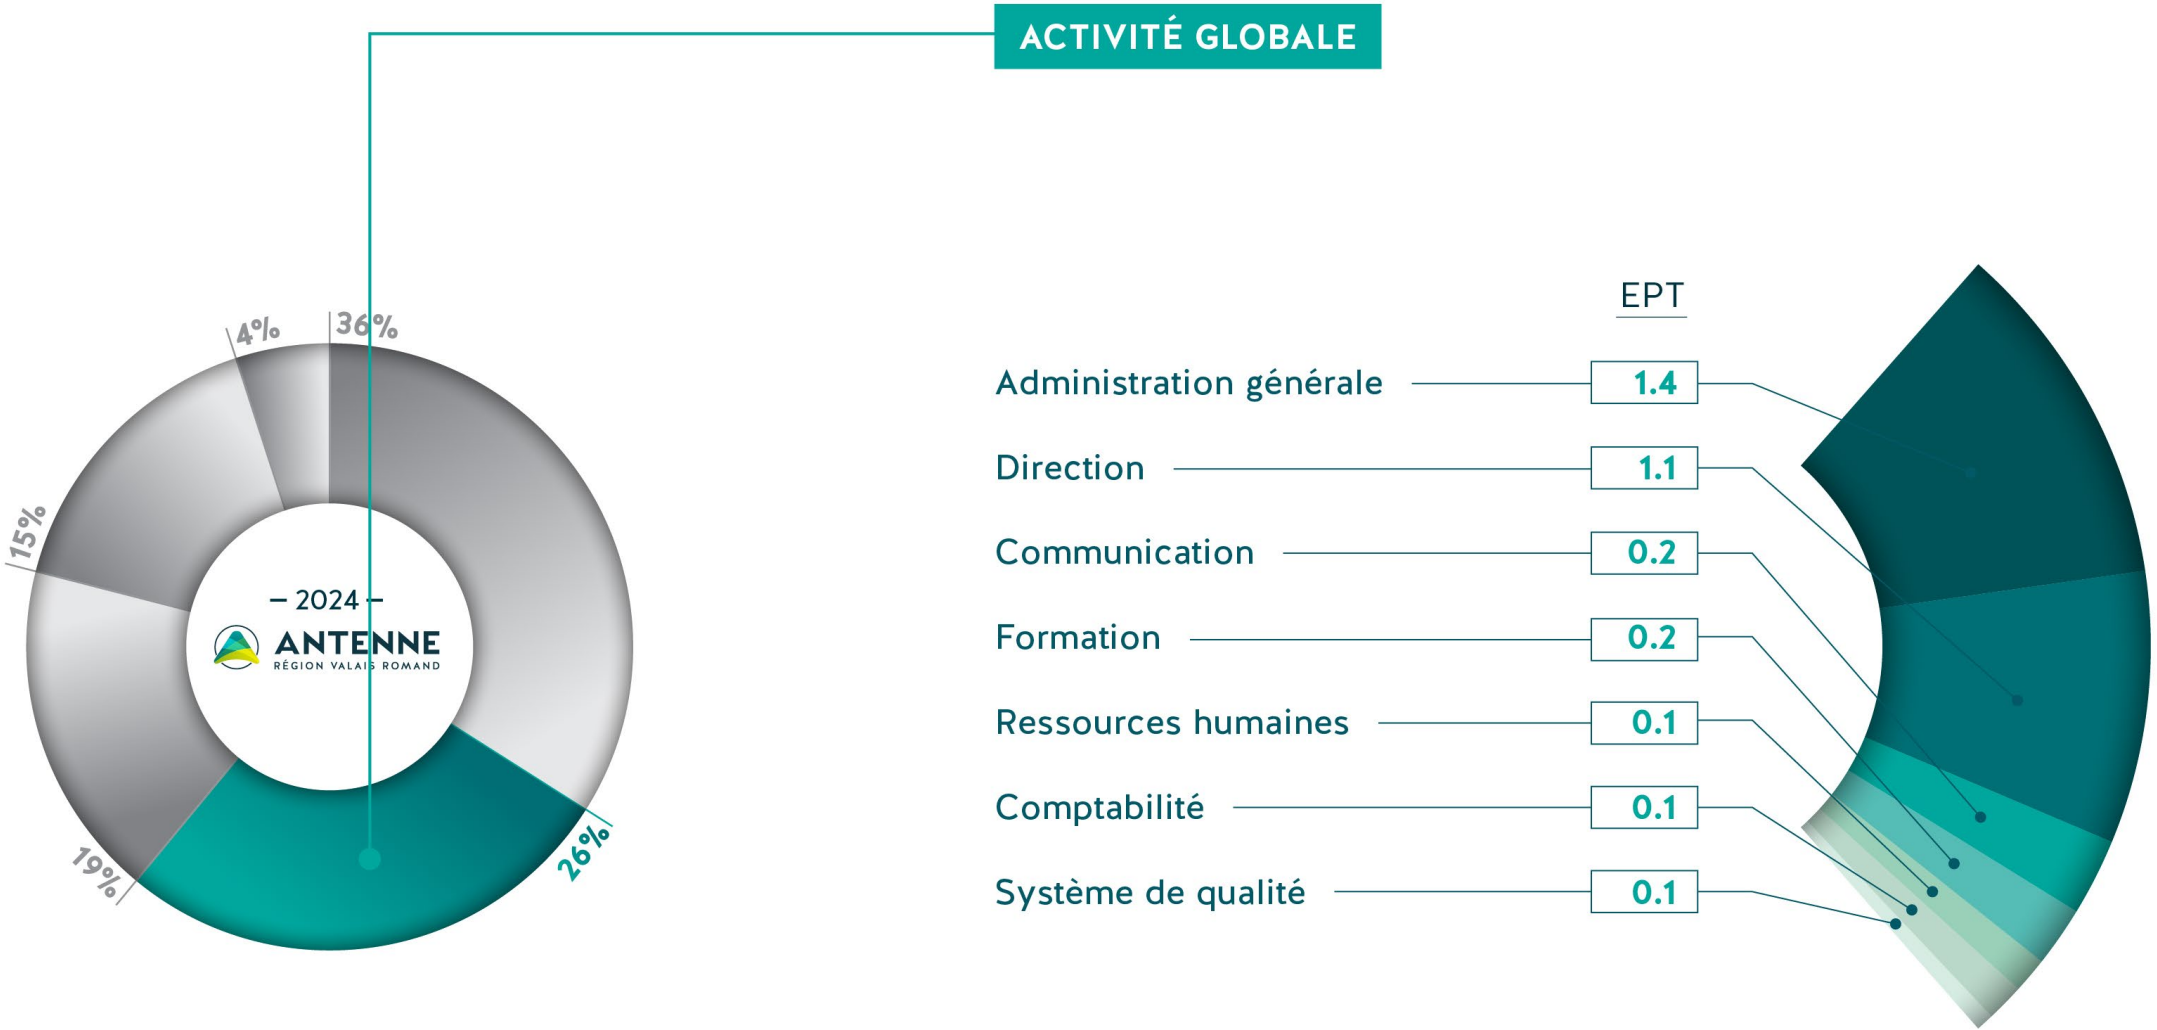 ACTIVITÉ GLOBALE
4%
36%
15%
19%
26%
– 2024 –
ANTENNE
RÉGION VALAIS ROMAND
EPT
Administration générale 1.4
Direction 1.1
Communication 0.2
Formation 0.2
Ressources humaines 0.1
Comptabilité 0.1
Système de qualité 0.1